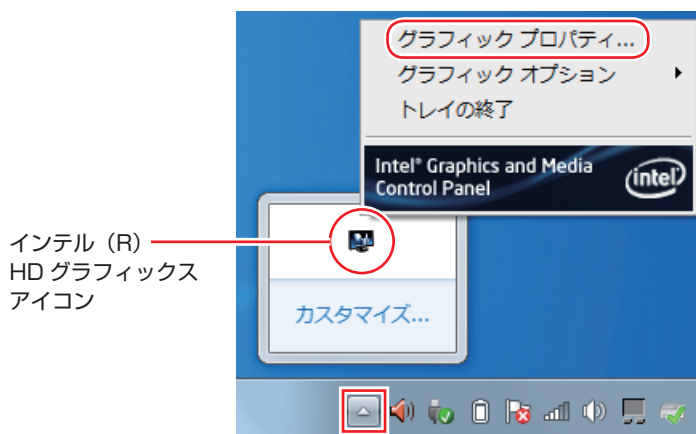 グラフィック プロパティ...
グラフィック オプション
トレイの終了
Intel® Graphics and Media
Control Panel
intel
インテル（R）
HD グラフィックス
アイコン
カスタマイズ...